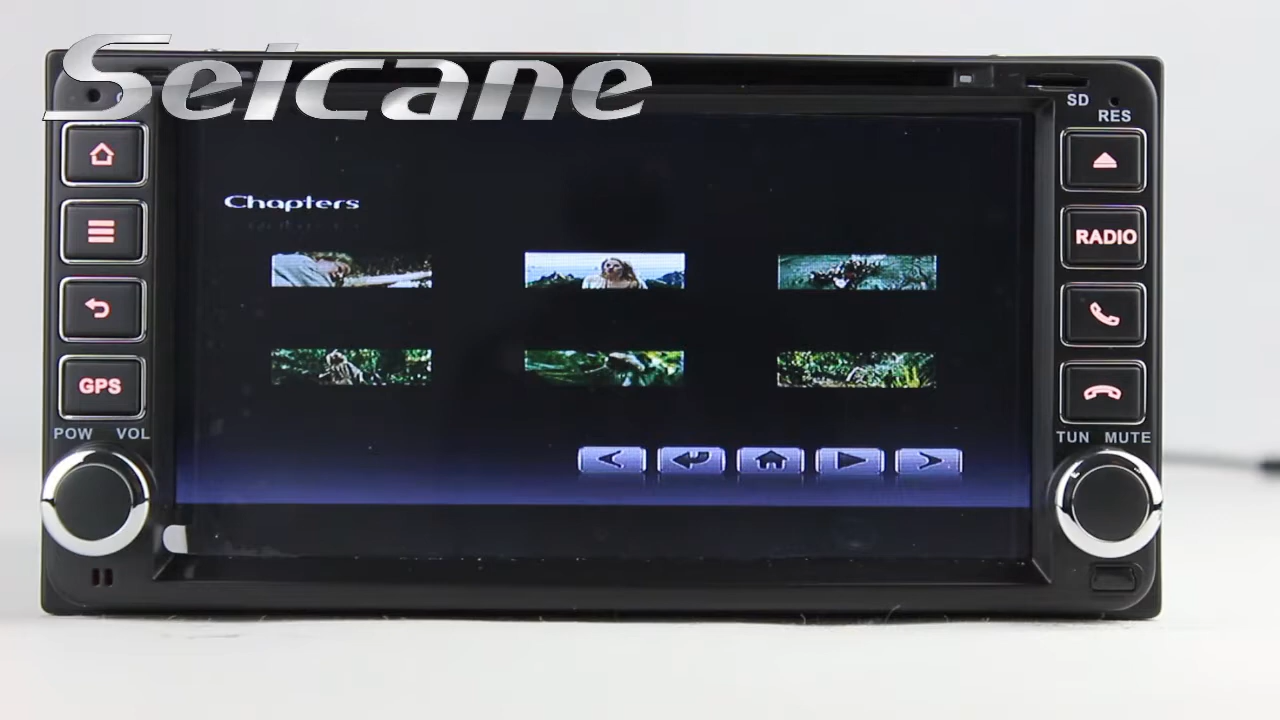 Seicane
SD
RES
Chapters
RADIO
GPS
POW VOL
TUN MUTE